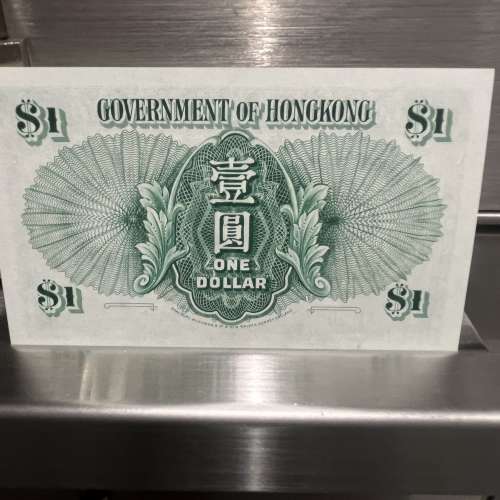 $1 GOVERNMENT OF HONGKONG $1
壹
圓
ONE
DOLLAR
$1 $1